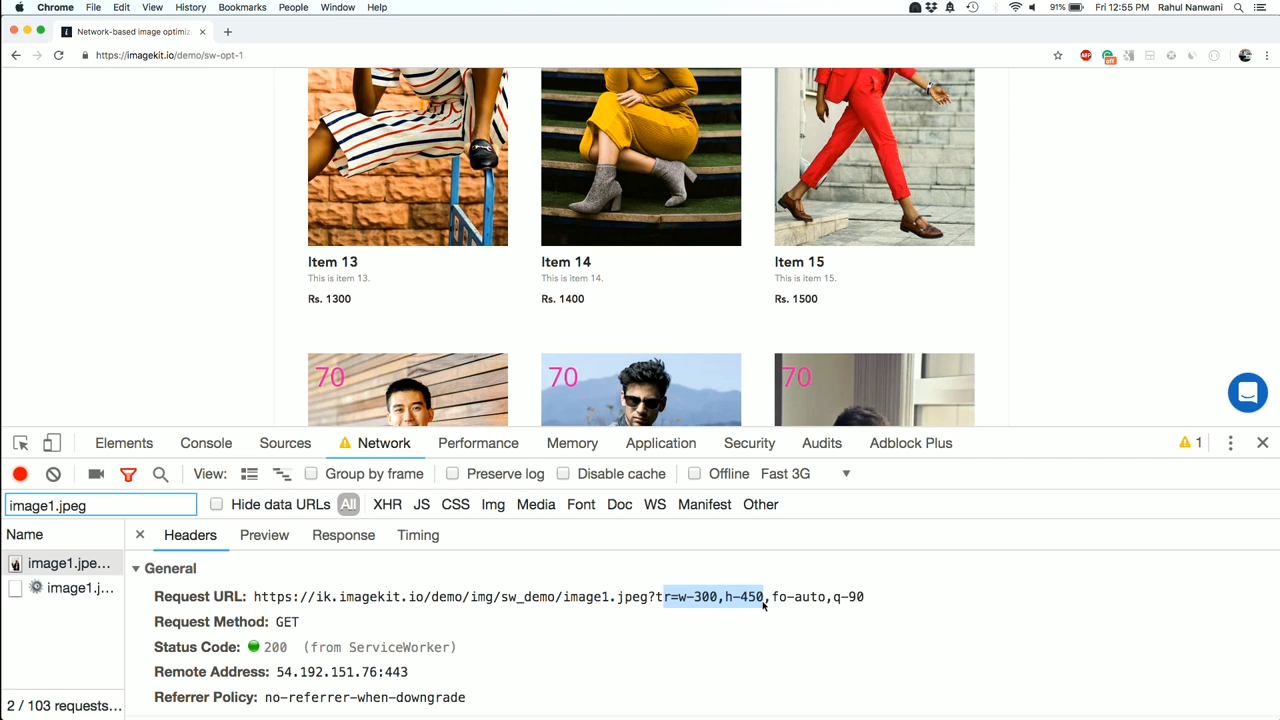 Chrome File Edit View History Bookmarks People Window Help 91% Fri 12:55 PM Rahul Nanwani
Network-based image optimiz
https://imagekit.io/demo/sw-opt-1
ABP
off
Item 13 Item 14 Item 15
This is item 13. This is item 14. This is item 15.
Rs. 1300 Rs. 1400 Rs. 1500
70 70 70
Elements Console Sources Network Performance Memory Application Security Audits Adblock Plus 1
View: Group by frame Preserve log Disable cache Offline Fast 3G
image1.jpeg Hide data URLs All XHR JS CSS Img Media Font Doc WS Manifest Other
Name Headers Preview Response Timing
image1.jpe...
image1.j...
General
Request URL: https://ik.imagekit.io/demo/img/sw_demo/image1.jpeg?tr=w-300,h-450,fo-auto,q-90
Request Method: GET
Status Code: 200 (from ServiceWorker)
Remote Address: 54.192.151.76:443
Referrer Policy: no-referrer-when-downgrade
2 / 103 requests...